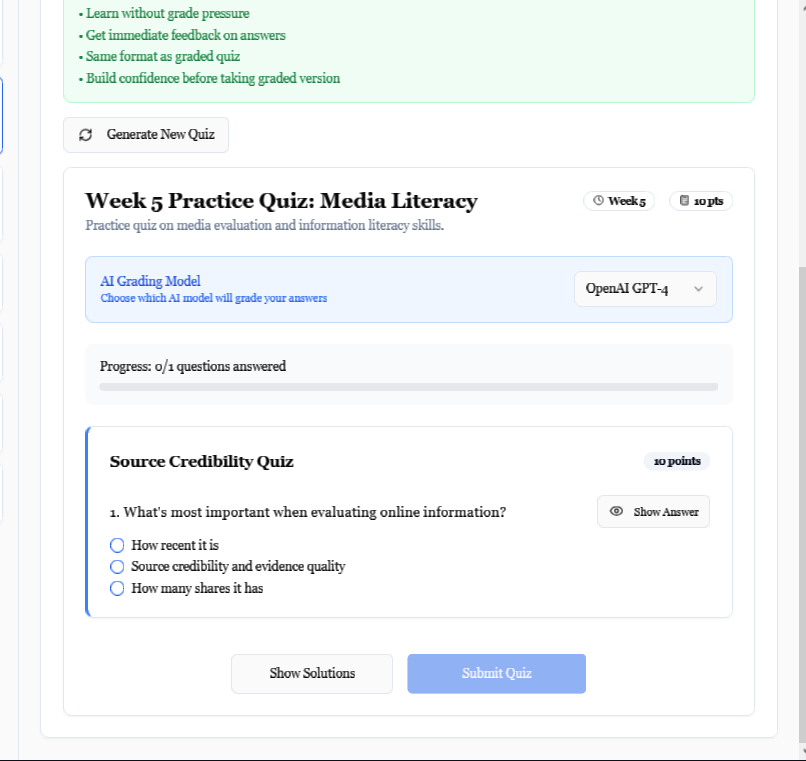 • Learn without grade pressure
• Get immediate feedback on answers
• Same format as graded quiz
• Build confidence before taking graded version
Generate New Quiz
Week 5 Practice Quiz: Media Literacy
Week 5
10 pts
Practice quiz on media evaluation and information literacy skills.
AI Grading Model
Choose which AI model will grade your answers
OpenAI GPT-4
Progress: 0/1 questions answered
Source Credibility Quiz
10 points
1. What's most important when evaluating online information?
Show Answer
How recent it is
Source credibility and evidence quality
How many shares it has
Show Solutions
Submit Quiz